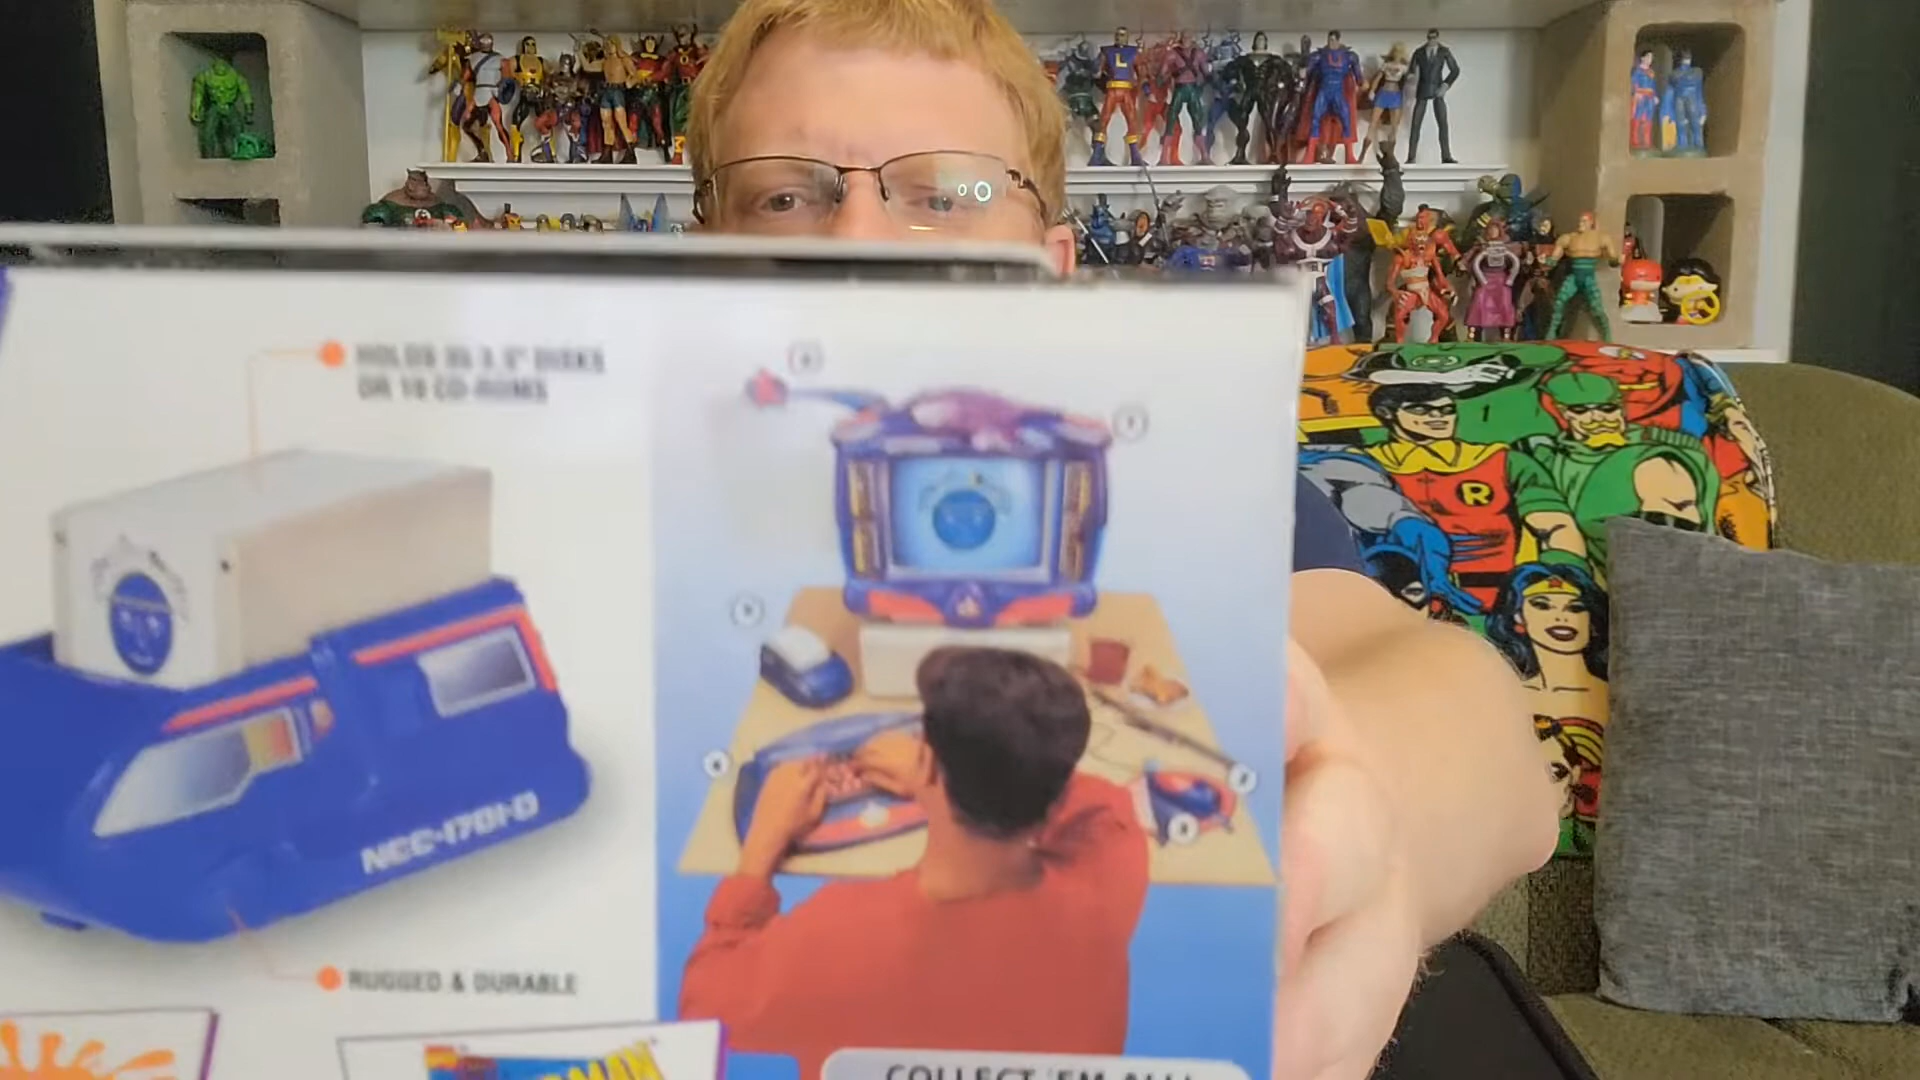 HOLDS 35 3.5" DISKS
OR 10 CD-ROMS
NCC-1701-D
RUGGED & DURABLE
COLLECT 'EM ALL!
R
L